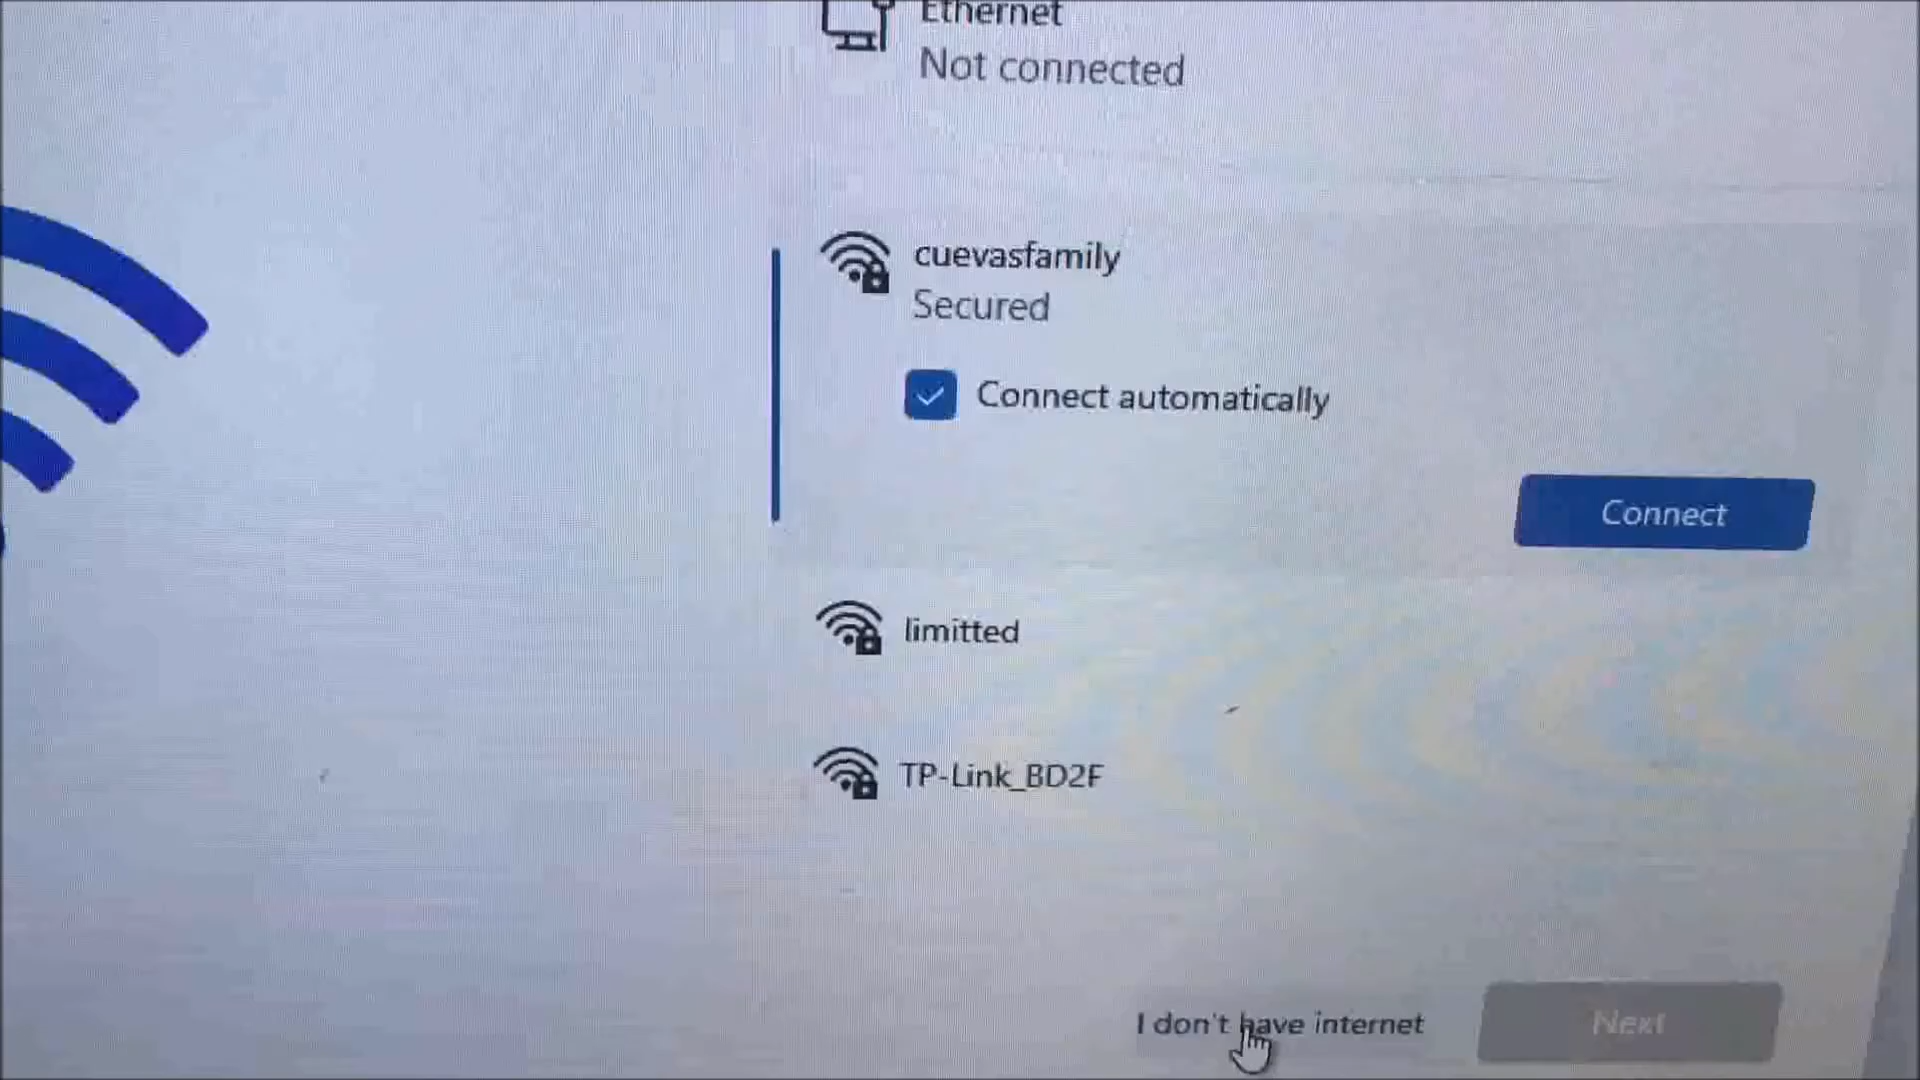 Ethernet
Not connected
cuevasfamily
Secured
Connect automatically
Connect
limitted
TP-Link_BD2F
I don't have internet
Next